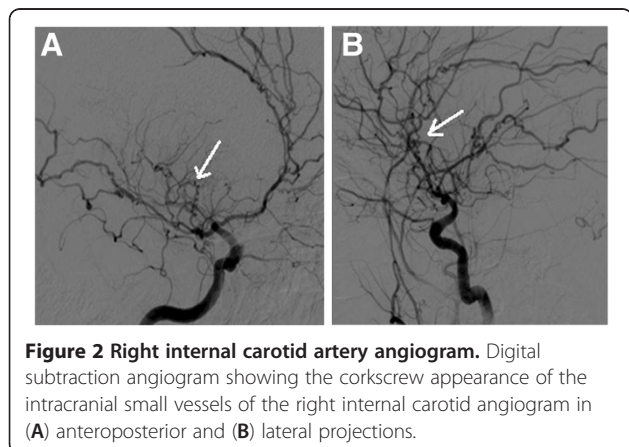 A
B
Figure 2 Right internal carotid artery angiogram. Digital
subtraction angiogram showing the corkscrew appearance of the
intracranial small vessels of the right internal carotid angiogram in
(A) anteroposterior and (B) lateral projections.